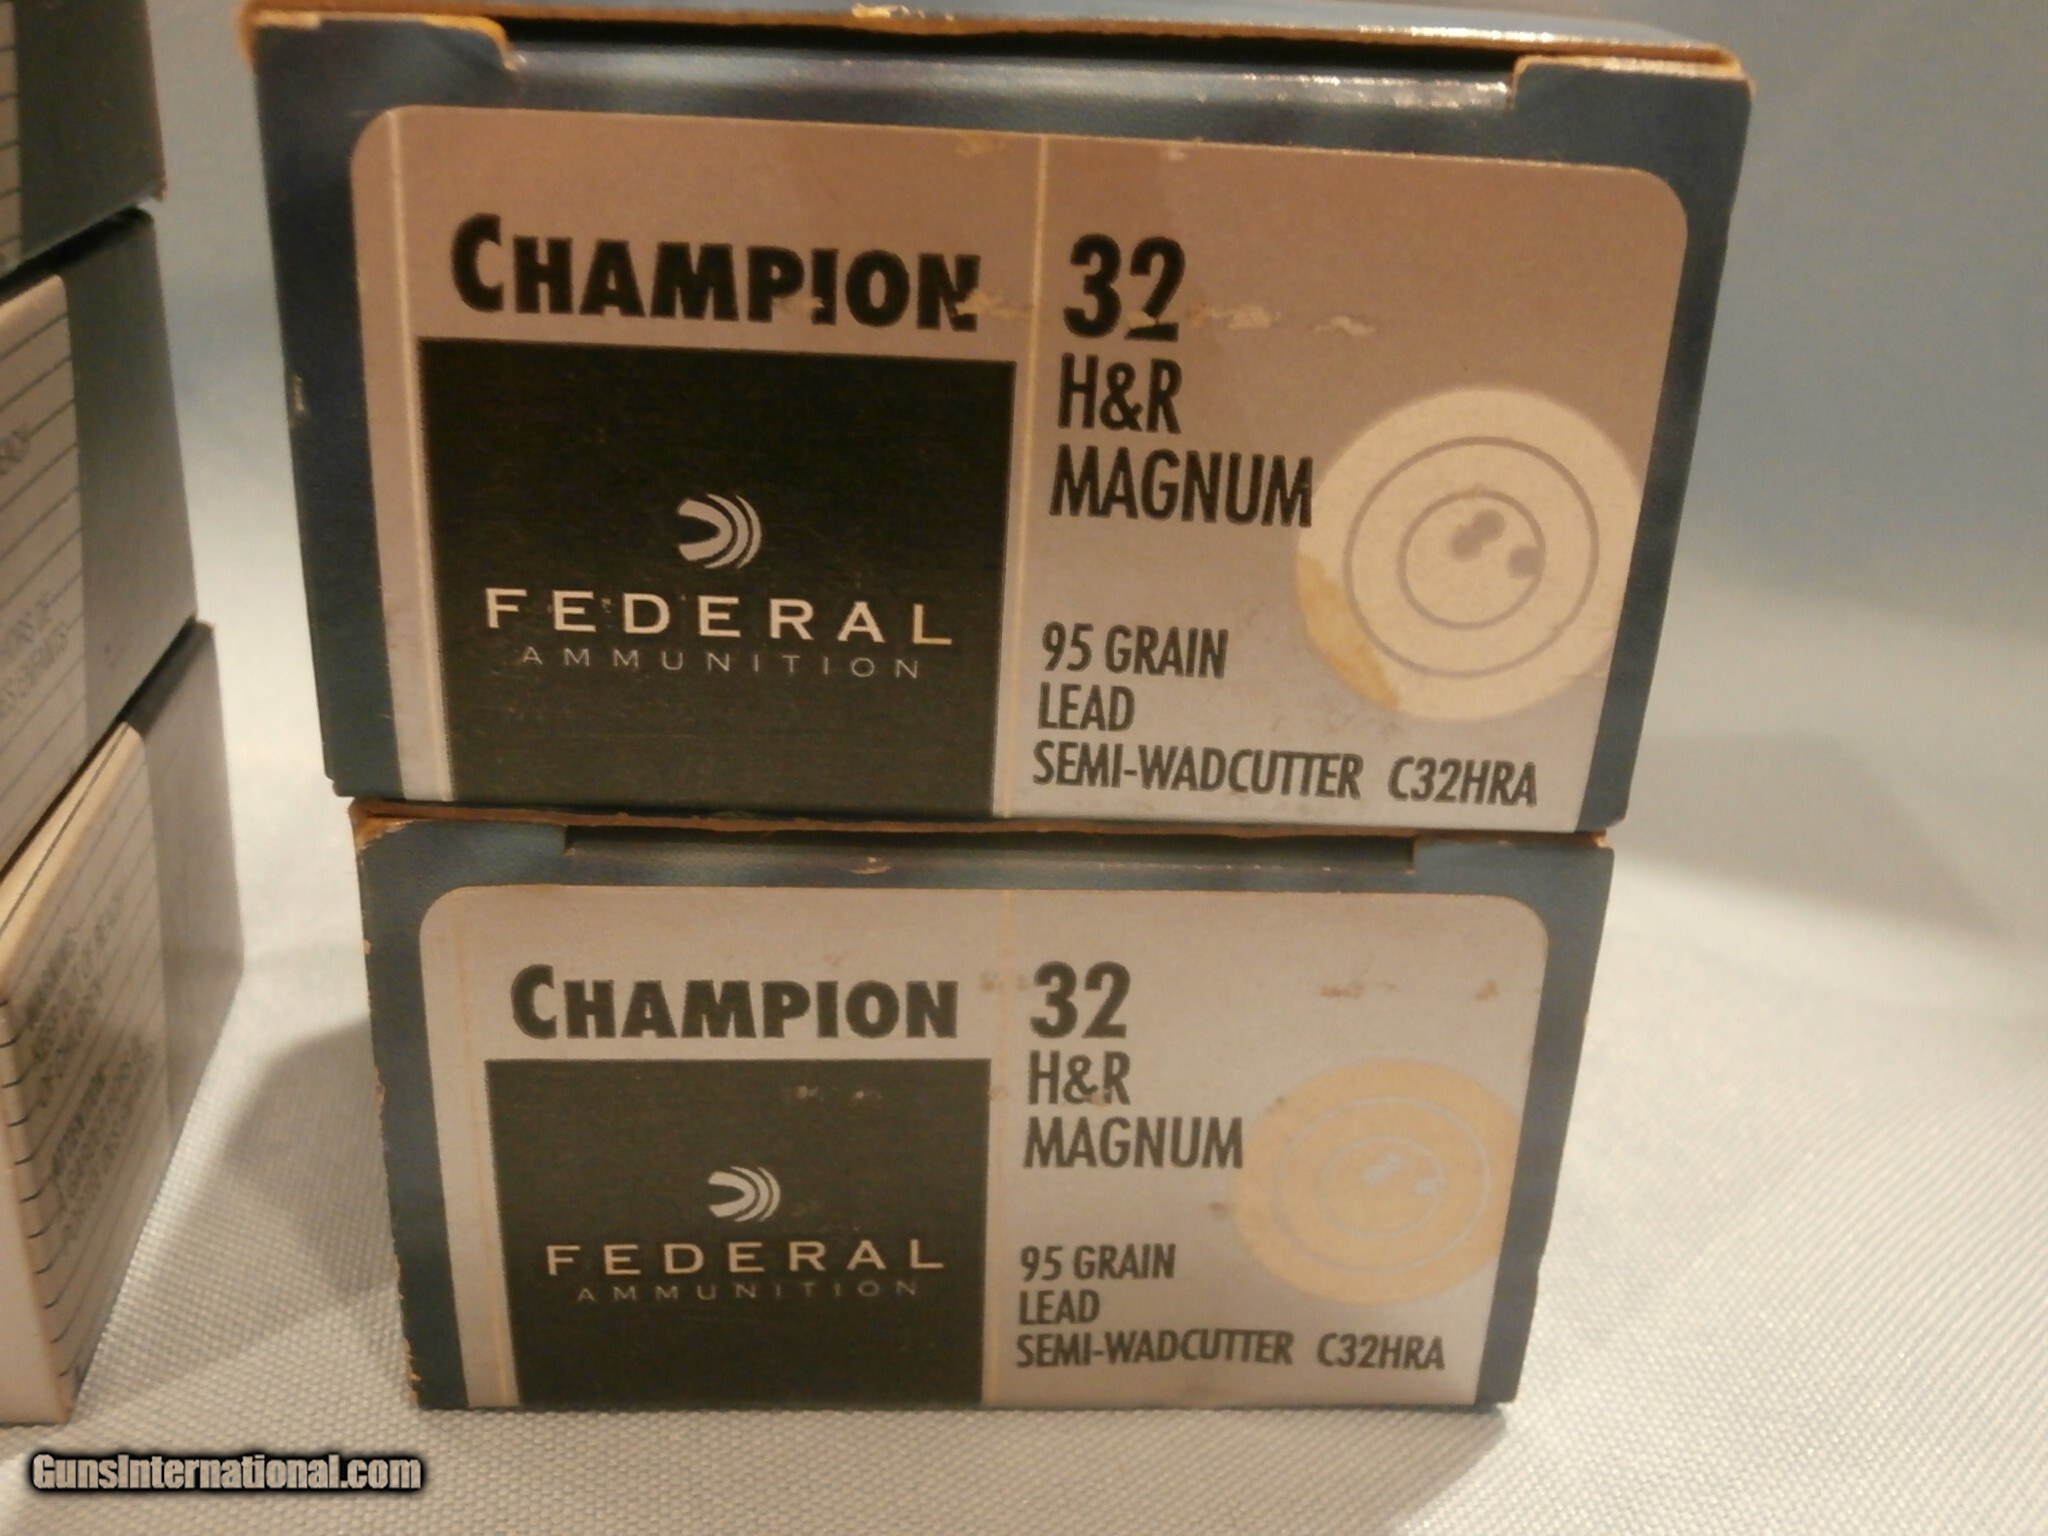 CHAMPION
FEDERAL
AMMUNITION
32
H&R
MAGNUM
95 GRAIN
LEAD
SEMI-WADCUTTER C32HRA
CHAMPION
FEDERAL
AMMUNITION
32
H&R
MAGNUM
95 GRAIN
LEAD
SEMI-WADCUTTER C32HRA
GunsInternational.com